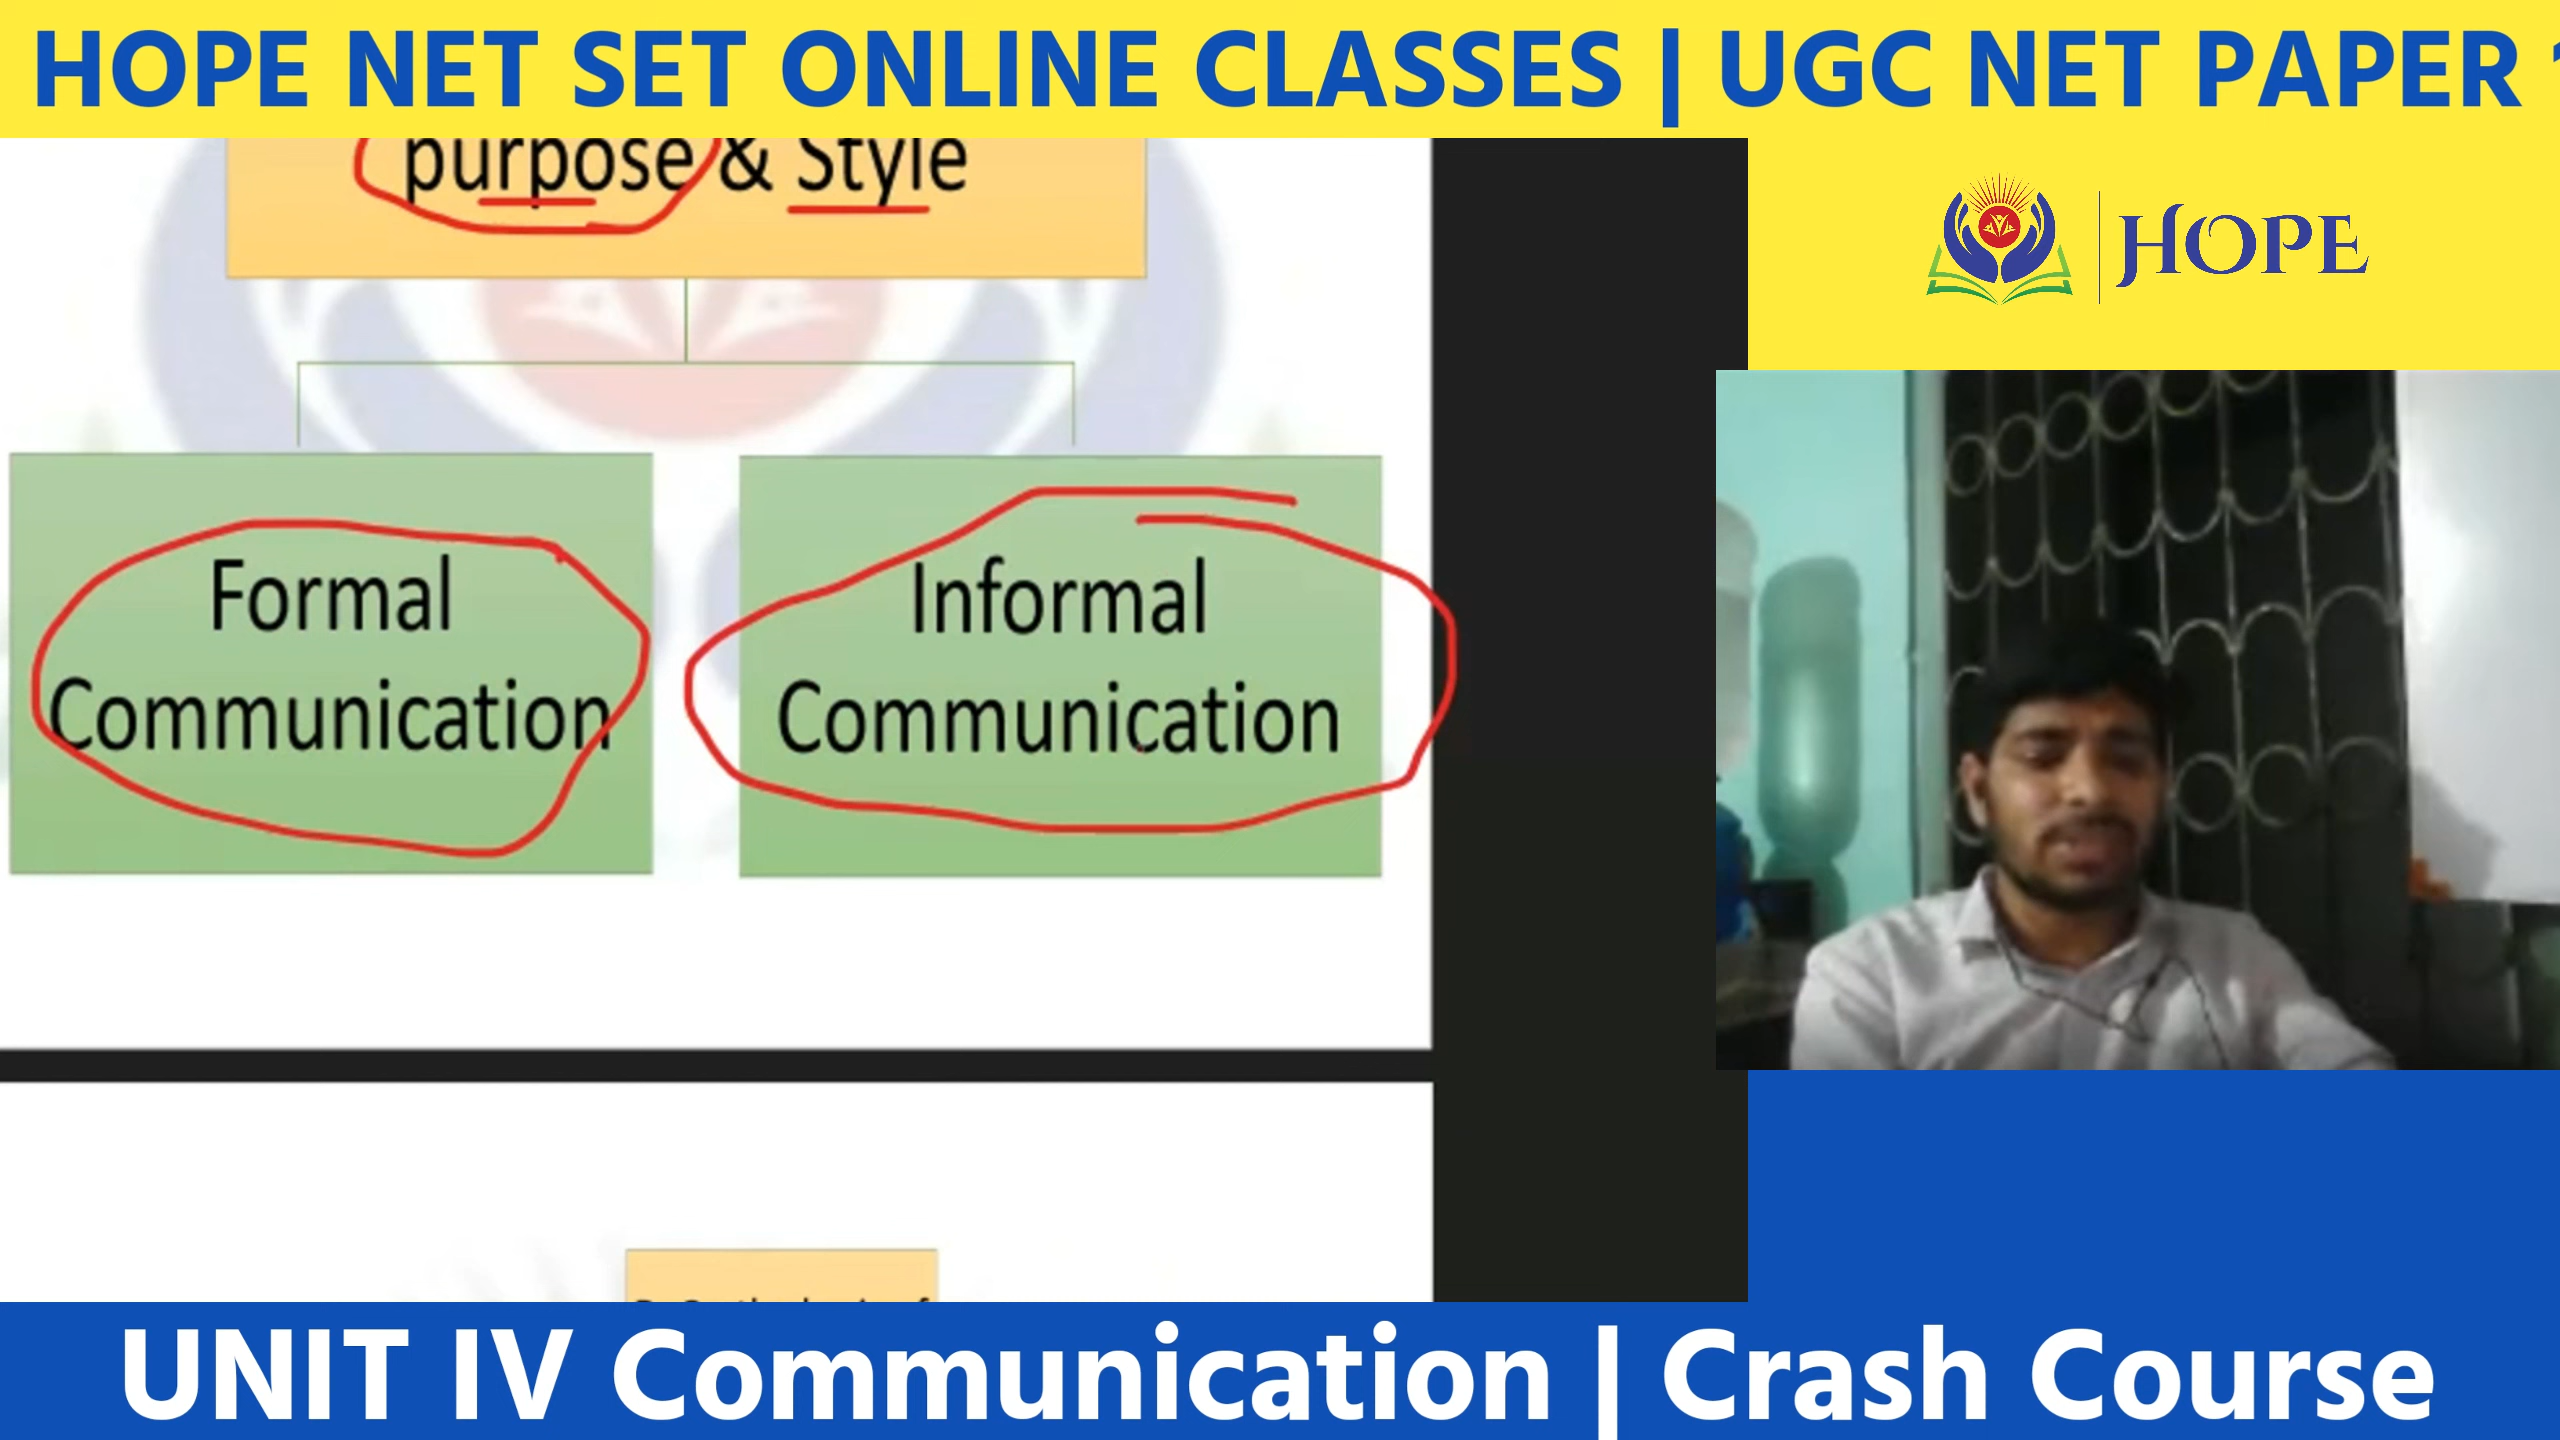 HOPE NET SET ONLINE CLASSES | UGC NET PAPER
purpose & Style
HOPE
Formal
Communication
Informal
Communication
UNIT IV Communication | Crash Course